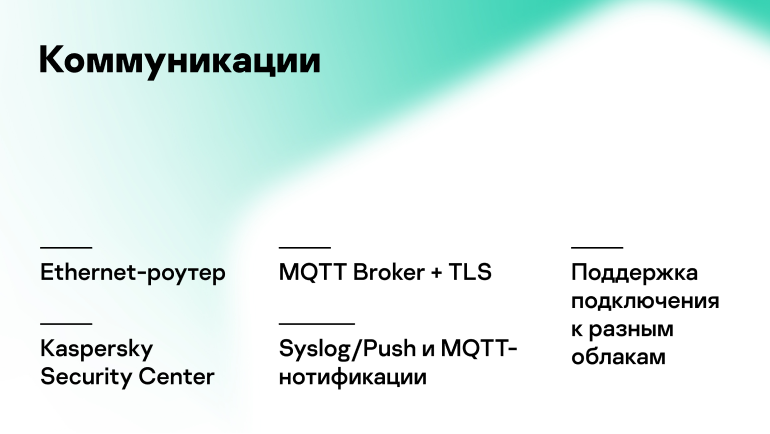 Коммуникации
Ethernet-роутер
Kaspersky
Security Center
MQTT Broker + TLS
Syslog/Push и MQTT-
нотификации
Поддержка
подключения
к разным
облакам